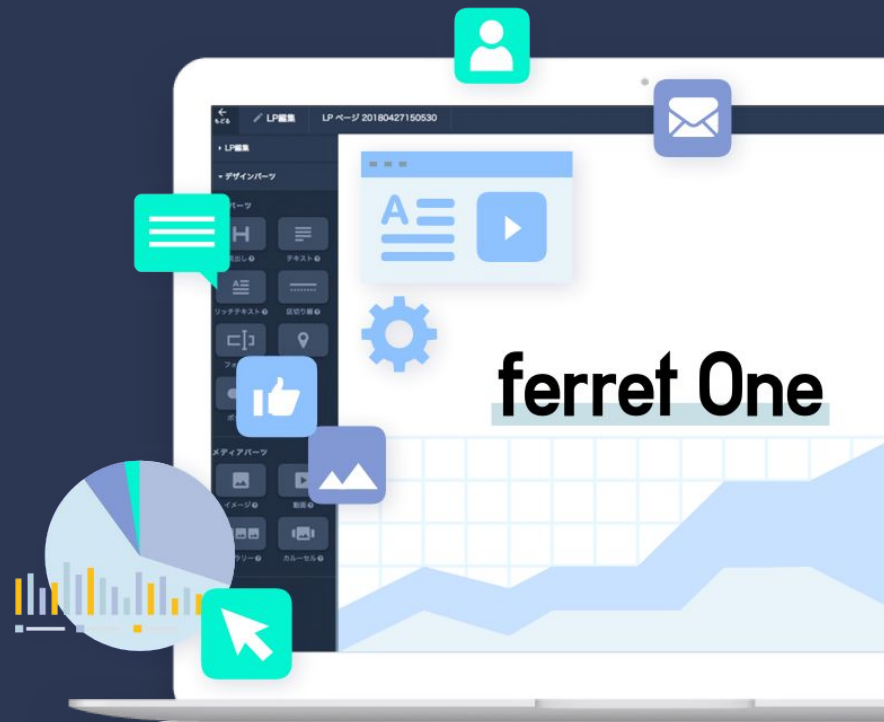 もどる
LP編集
LP ページ 20180427150530
LP編集
デザインパーツ
テキスト
リッチテキスト
区切り線
メディアパーツ
イメージ
動画
カルーセル
ferret One